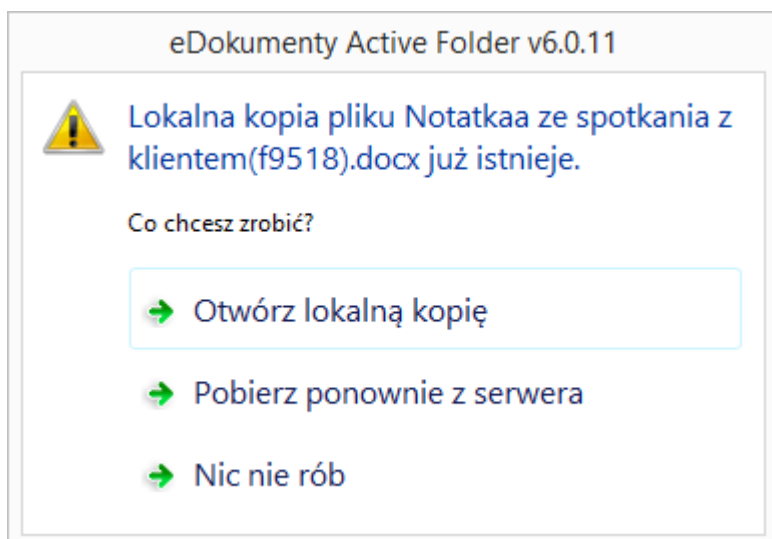 eDokumenty Active Folder v6.0.11
Lokalna kopia pliku Notatkaa ze spotkania z
klientem(f9518).docx już istnieje.
Co chcesz zrobić?
Otwórz lokalną kopię
Pobierz ponownie z serwera
Nic nie rób